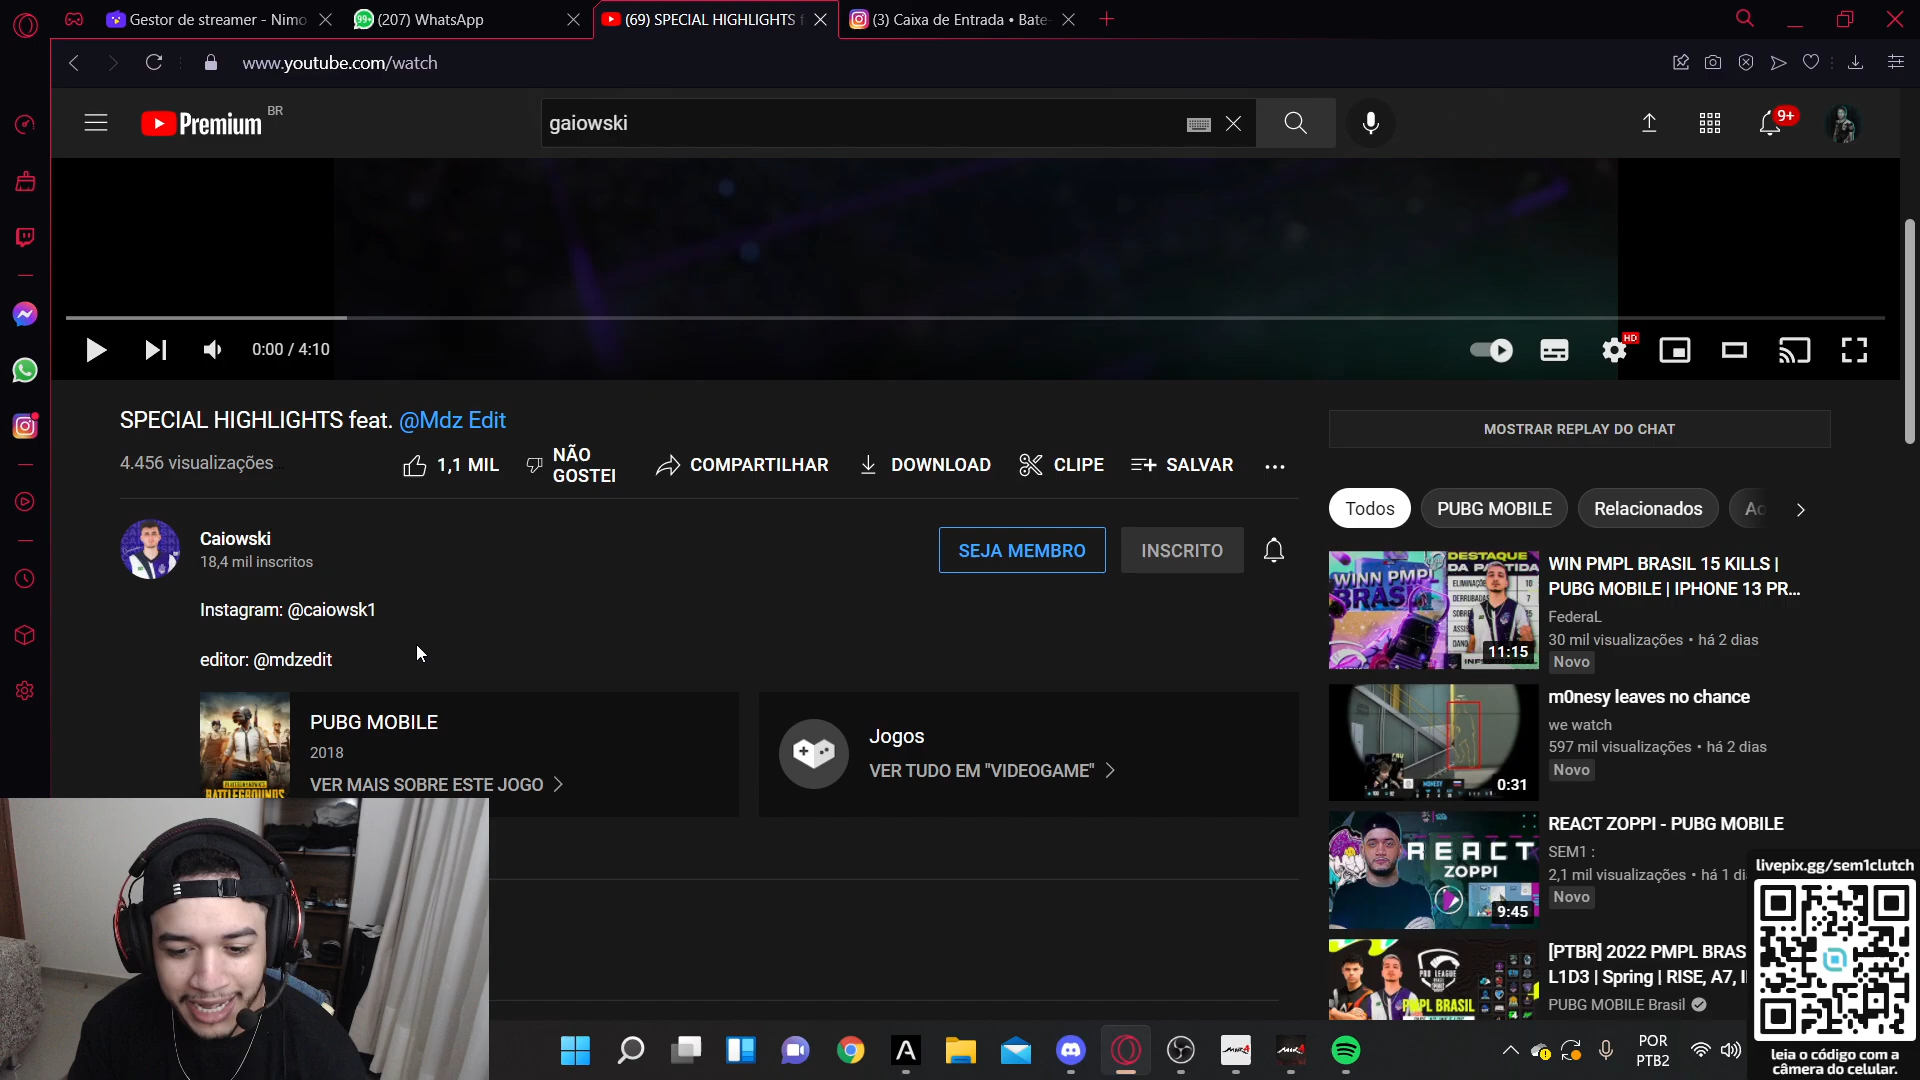 Gestor de streamer - Nimo
(207) WhatsApp
(69) SPECIAL HIGHLIGHTS f
(3) Caixa de Entrada • Bate-
www.youtube.com/watch
Premium
BR
gaiowski
9+
0:00 / 4:10
HD
SPECIAL HIGHLIGHTS feat. @Mdz Edit
4.456 visualizações
1,1 MIL
NÃO GOSTEI
COMPARTILHAR
DOWNLOAD
CLIPE
SALVAR
MOSTRAR REPLAY DO CHAT
Todos
PUBG MOBILE
Relacionados
Caiowski
18,4 mil inscritos
SEJA MEMBRO
INSCRITO
Instagram: @caiowsk1
editor: @mdzedit
PUBG MOBILE
2018
VER MAIS SOBRE ESTE JOGO
Jogos
VER TUDO EM "VIDEOGAME"
WINN PMPL
BRASIL
DESTAQUE
DA PARTIDA
11:15
WIN PMPL BRASIL 15 KILLS |
PUBG MOBILE | IPHONE 13 PR...
FederaL
30 mil visualizações • há 2 dias
Novo
0:31
m0nesy leaves no chance
we watch
597 mil visualizações • há 2 dias
Novo
REACT
ZOPPI
9:45
REACT ZOPPI - PUBG MOBILE
SEM1 :
2,1 mil visualizações • há 1 di
Novo
[PTBR] 2022 PMPL BRAS
L1D3 | Spring | RISE, A7, I
PUBG MOBILE Brasil
livepix.gg/sem1clutch
leia o código com a
câmera do celular.
POR
PTB2